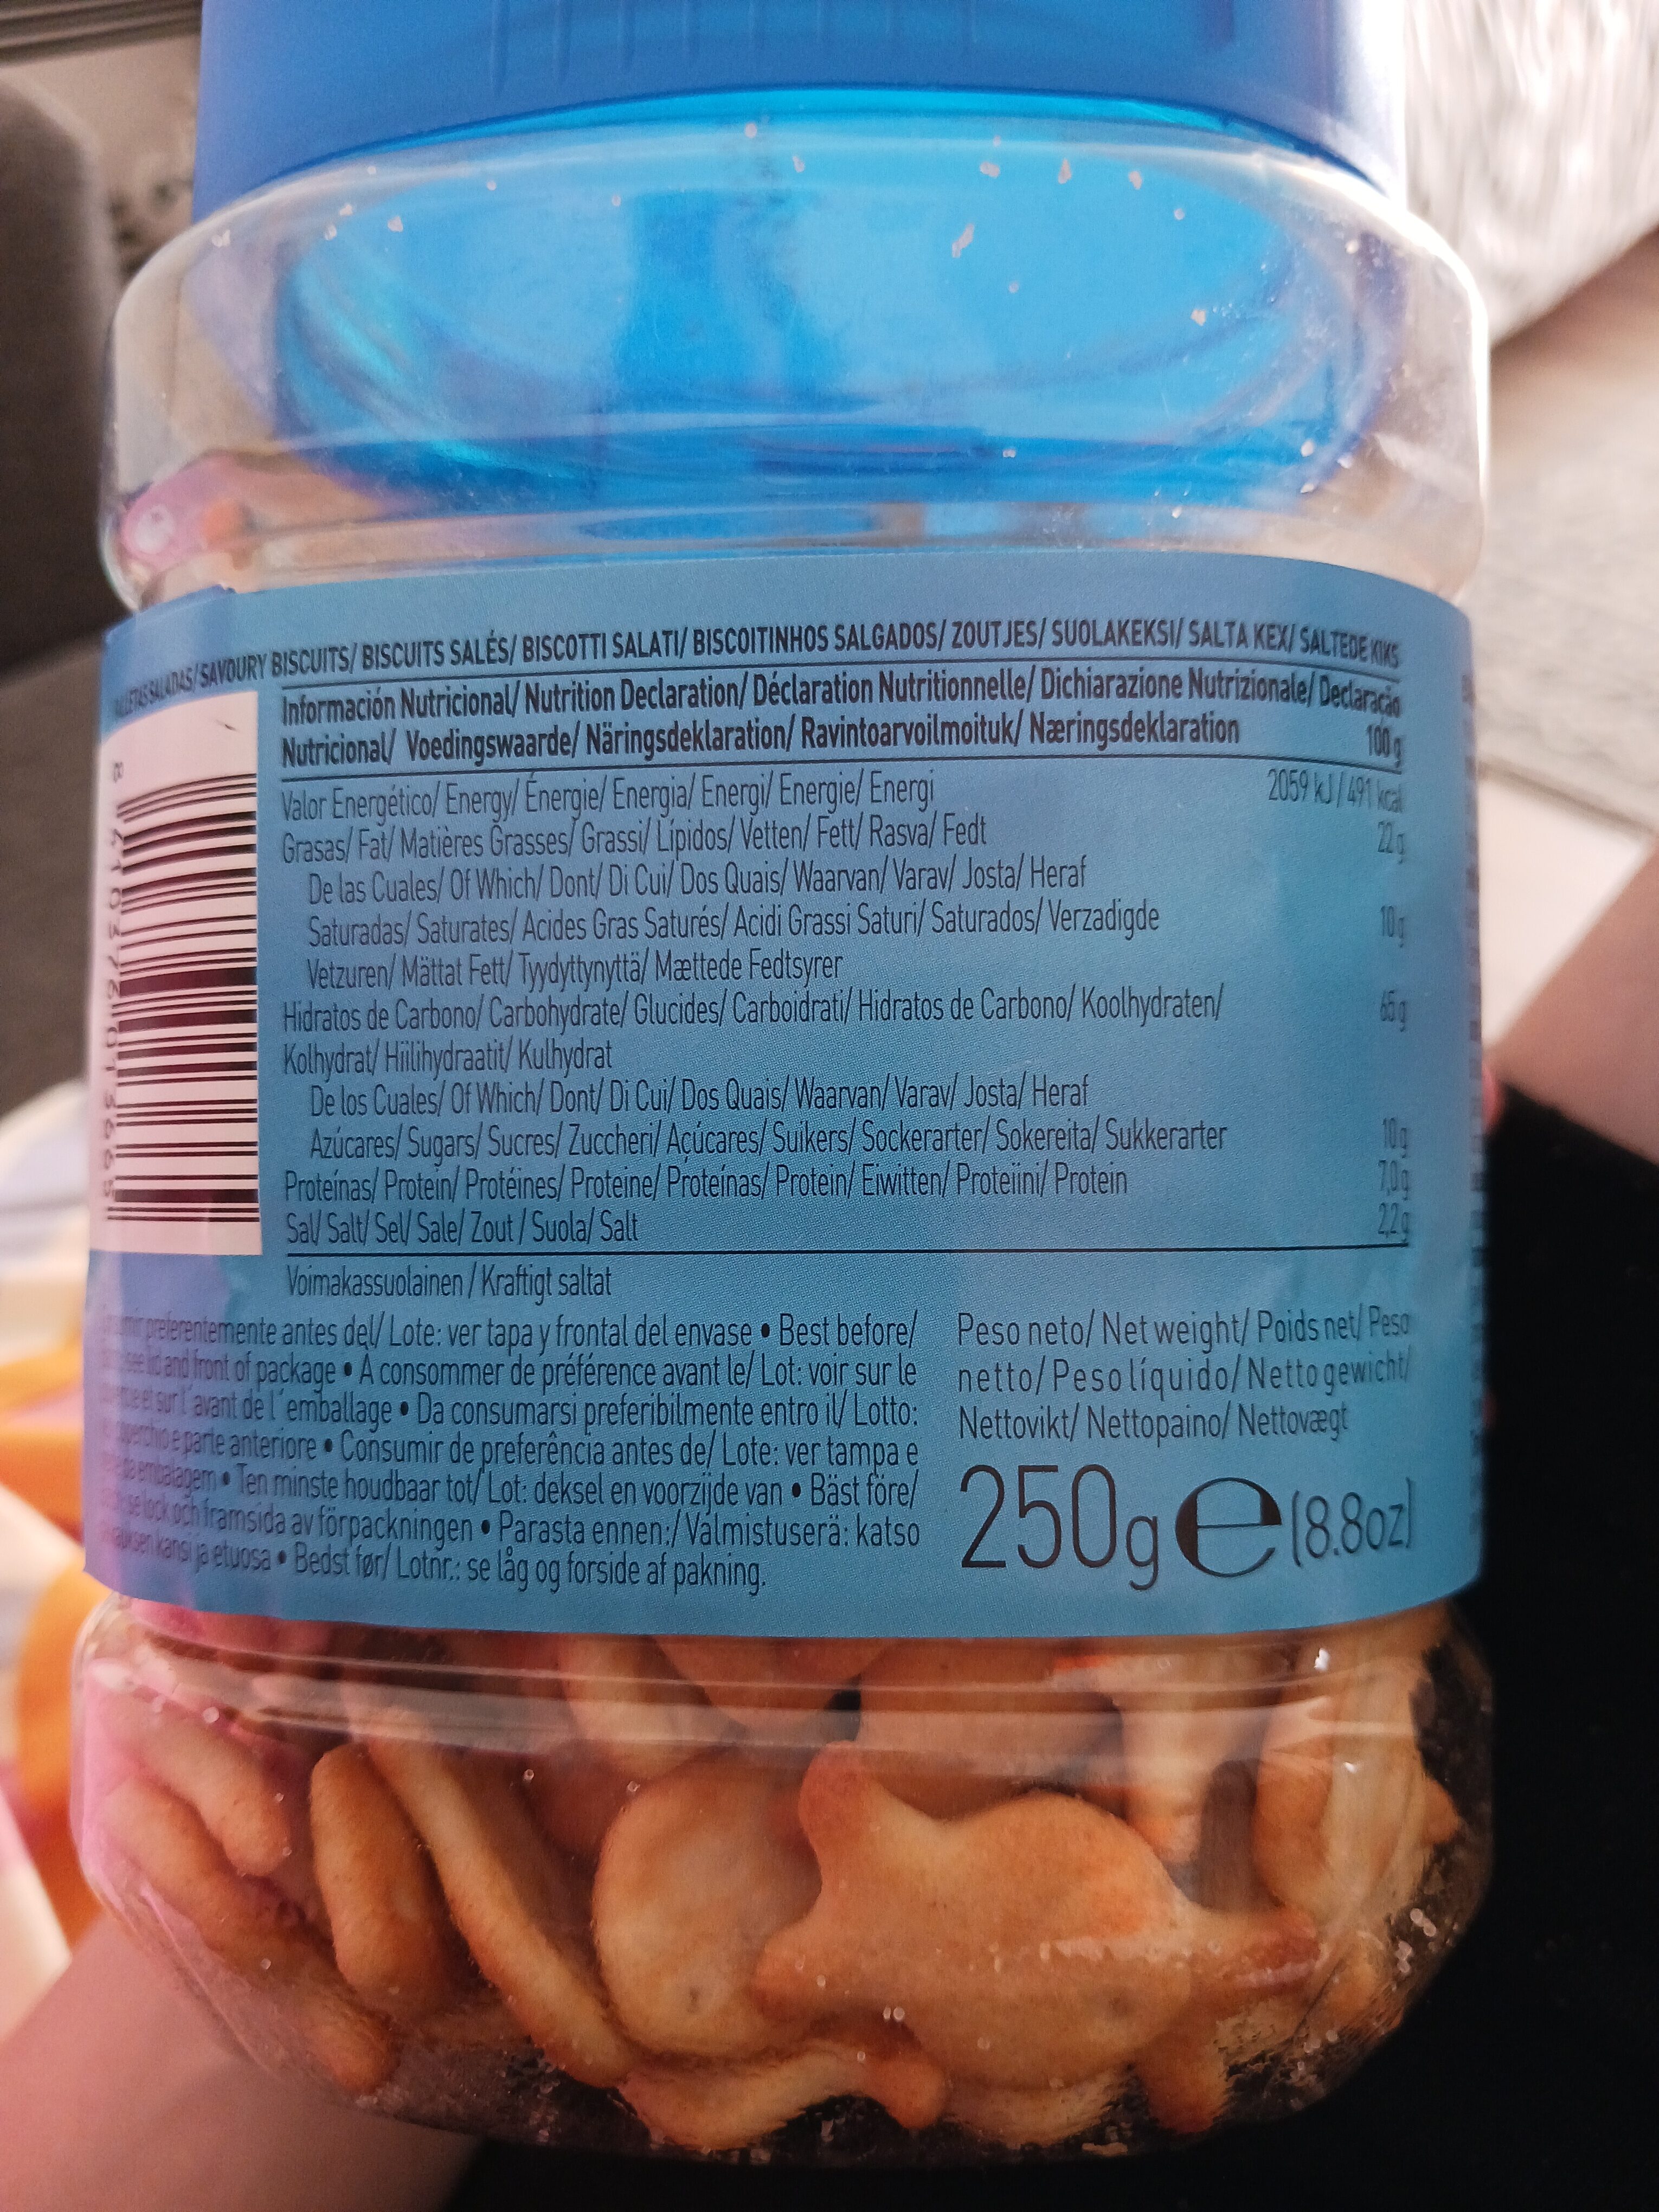 SALADAS/ SAVOURY BISCUITS/ BISCUITS SALÉS/ BISCOTTI SALATI/ BISCOITINHOS SALGADOS/ ZOUTJES/ SUOLAKEKSI/ SALTA KEX/ SALTEDE KIKS
Información Nutricional/ Nutrition Declaration/ Déclaration Nutritionnelle/ Dichiarazione Nutrizionale/ Declaração
Nutricional/ Voedingswaarde/ Näringsdeklaration/ Ravintoarvoilmoituk/ Næringsdeklaration 100 g
Valor Energético/ Energy/ Énergie/ Energia/ Energi/ Energie/ Energi 2059 kJ / 491 kcal
Grasas/ Fat/ Matières Grasses/ Grassi/ Lípidos/ Vetten/ Fett/ Rasva/ Fedt 22 g
De las Cuales/ Of Which/ Dont/ Di Cui/ Dos Quais/ Waarvan/ Varav/ Josta/ Heraf
Saturadas/ Saturates/ Acides Gras Saturés/ Acidi Grassi Saturi/ Saturados/ Verzadigde 10 g
Vetzuren/ Mättat Fett/ Tyydyttynyttä/ Mættede Fedtsyrer
Hidratos de Carbono/ Carbohydrate/ Glucides/ Carboidrati/ Hidratos de Carbono/ Koolhydraten/ 65 g
Kolhydrat/ Hiilihydraatit/ Kulhydrat
De los Cuales/ Of Which/ Dont/ Di Cui/ Dos Quais/ Waarvan/ Varav/ Josta/ Heraf
Azúcares/ Sugars/ Sucres/ Zuccheri/ Açúcares/ Suikers/ Sockerarter/ Sokereita/ Sukkerarter 10 g
Proteínas/ Protein/ Protéines/ Proteine/ Proteínas/ Protein/ Eiwitten/ Proteiini/ Protein 7,0 g
Sal/ Salt/ Sel/ Sale/ Zout / Suola/ Salt 2,2 g
Voimakassuolainen / Kraftigt saltat
preferentemente antes del/ Lote: ver tapa y frontal del envase • Best before/
see lid and front of package • À consommer de préférence avant le/ Lot: voir sur le
et sur l'avant de l'emballage • Da consumarsi preferibilmente entro il/ Lotto:
e parte anteriore • Consumir de preferência antes de/ Lote: ver tampa e
da embalagem • Ten minste houdbaar tot/ Lot: deksel en voorzijde van • Bäst före/
se lock och framsida av förpackningen • Parasta ennen:/ Valmistuserä: katso
kansi ja etuosa • Bedst før/ Lotnr.: se låg og forside af pakning.
Peso neto/ Net weight/ Poids net/ Peso
netto/ Peso líquido/ Netto gewicht/
Nettovikt/ Nettopaino/ Nettovægt
250g e (8.8oz)